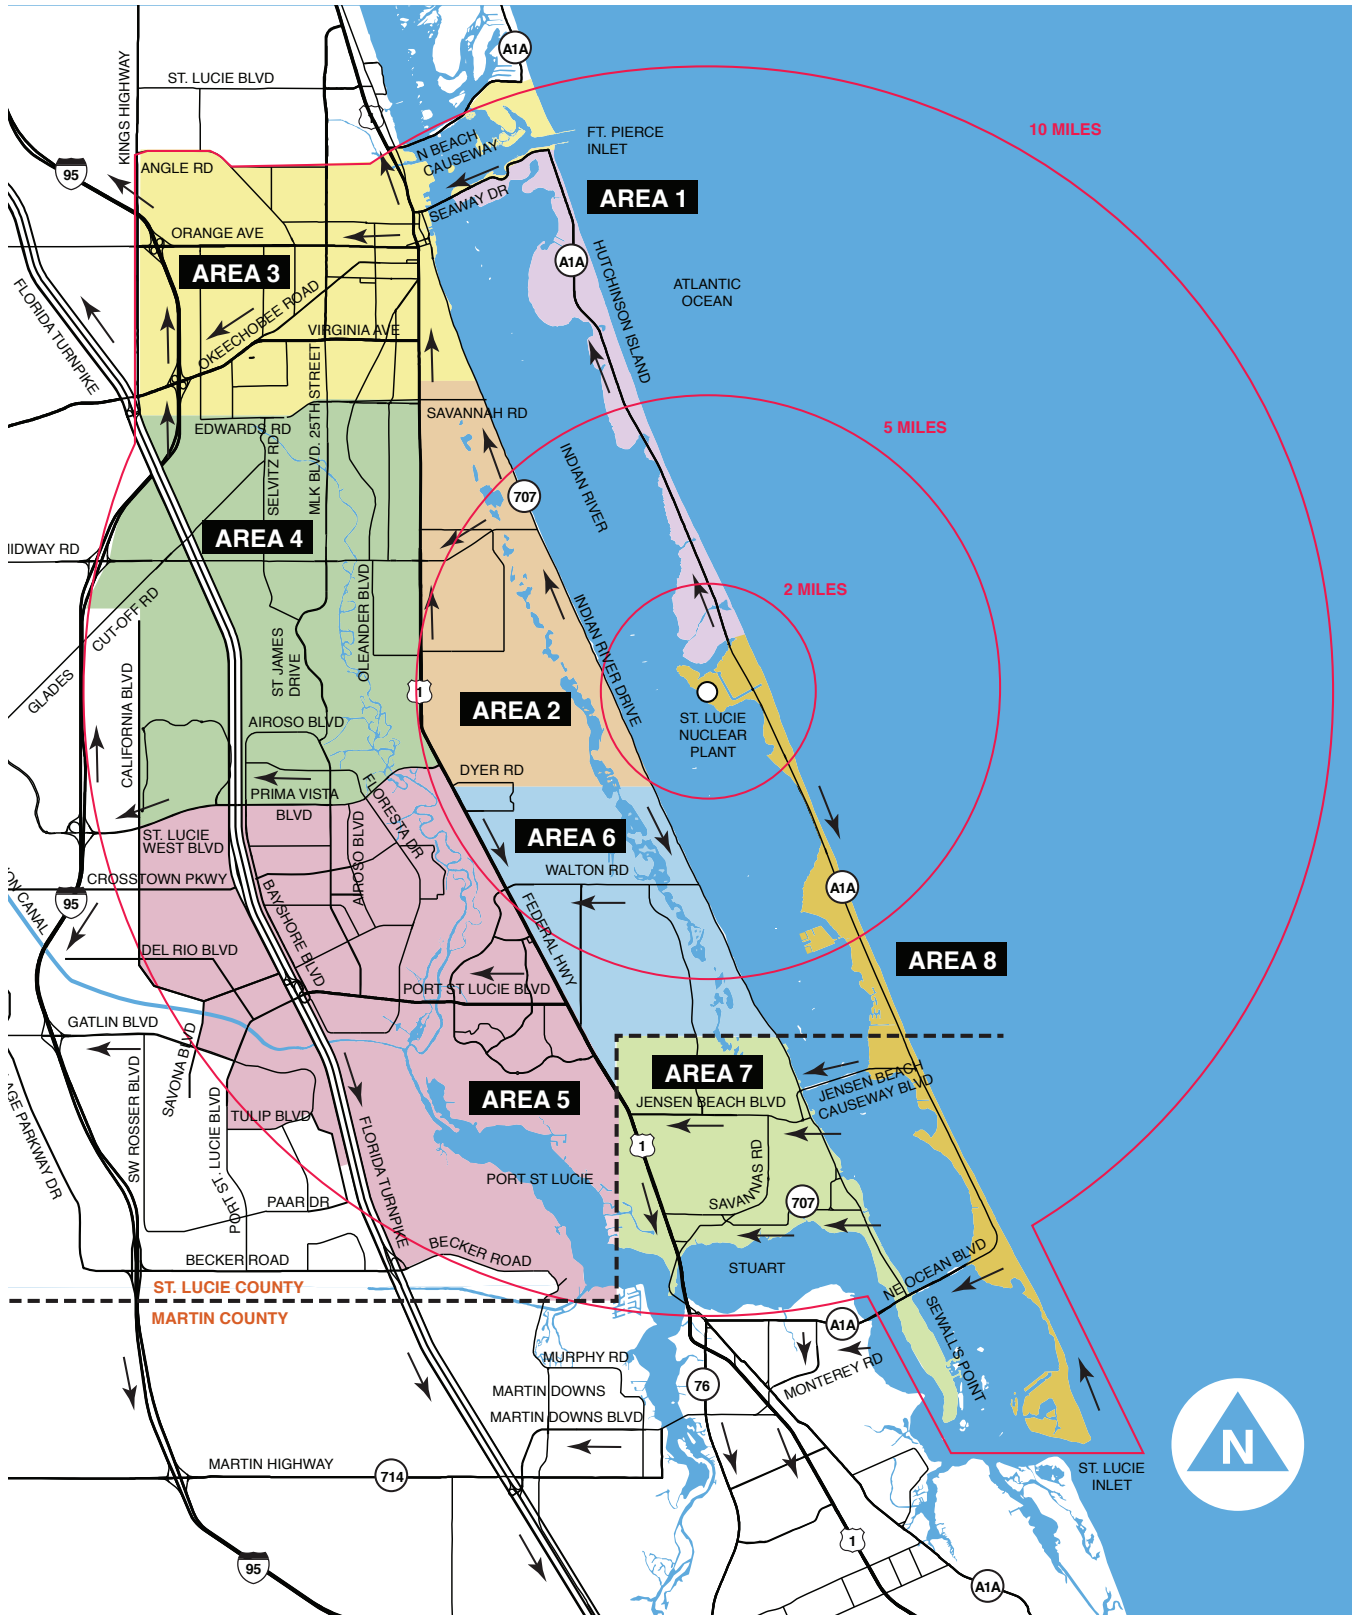 A1A
KINGS HIGHWAY
ST. LUCIE BLVD
10 MILES
FT. PIERCE
INLET
N BEACH
CAUSEWAY
95
ANGLE RD
AREA 1
SEAWAY DR
ORANGE AVE
A1A
HUTCHINSON ISLAND
AREA 3
ATLANTIC
OCEAN
FLORIDA TURNPIKE
OKEECHOBEE ROAD
VIRGINIA AVE
MLK BLVD. 25TH STREET
SAVANNAH RD
EDWARDS RD
5 MILES
SELVITZ RD
INDIAN RIVER
707
AREA 4
IDWAY RD
2 MILES
OLEANDER BLVD
INDIAN RIVER DRIVE
CUT-OFF RD
GLADES
ST JAMES
DRIVE
CALIFORNIA BLVD
1
AREA 2
ST. LUCIE
NUCLEAR
PLANT
AIROSO BLVD
DYER RD
PRIMA VISTA
BLVD
FLORESTA DR
AREA 6
ST. LUCIE
WEST BLVD
AIROSO BLVD
WALTON RD
CROSSTOWN PKWY
A1A
95
ON CANAL
BAYSHORE BLVD
FEDERAL HWY
DEL RIO BLVD
AREA 8
PORT ST LUCIE BLVD
GATLIN BLVD
SAVONA BLVD
SW ROSSER BLVD
AREA 7
JENSEN BEACH
CAUSEWAY BLVD
AREA 5
JENSEN BEACH BLVD
AGE PARKWAY DR
PORT ST. LUCIE BLVD
TULIP BLVD
FLORIDA TURNPIKE
1
SAVANNAS RD
PORT ST LUCIE
707
PAAR DR
BECKER ROAD
BECKER ROAD
STUART
NE OCEAN BLVD
ST. LUCIE COUNTY
MARTIN COUNTY
A1A
SEWALL'S POINT
MURPHY RD
MONTEREY RD
76
MARTIN DOWNS
MARTIN DOWNS BLVD
N
MARTIN HIGHWAY
714
ST. LUCIE
INLET
1
95
A1A